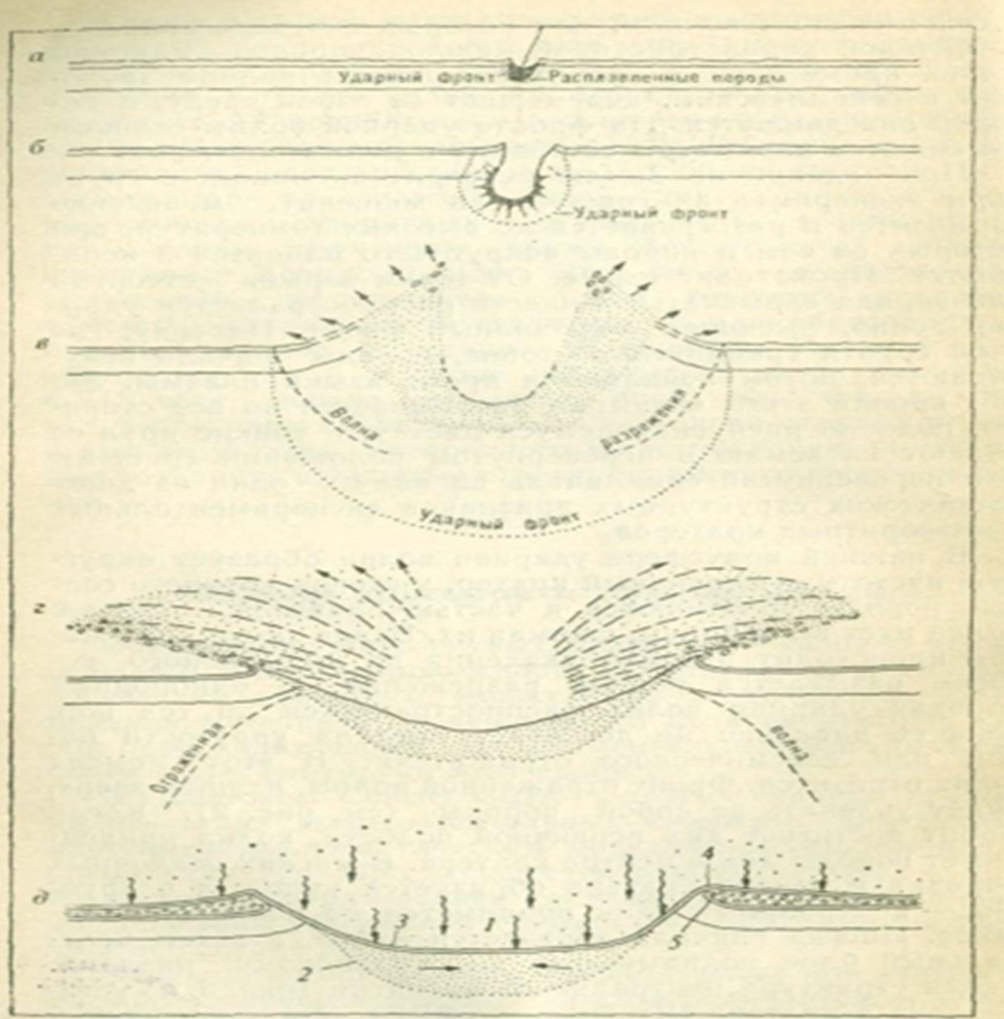 а
Ударный фронт Расплавленные породы
б
Ударный фронт
в
Волна разрежения
Ударный фронт
г
Отраженная волна
д
4
1
3
5
2